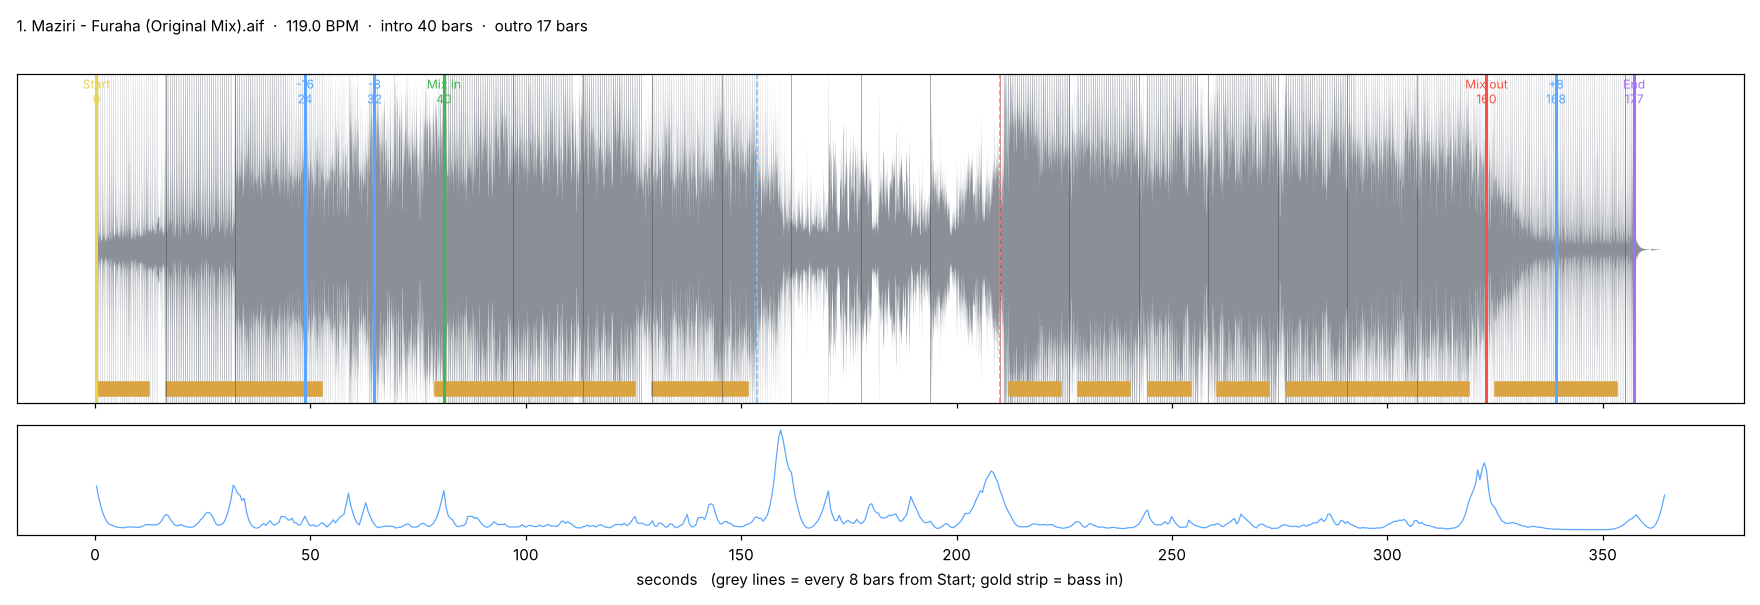 1. Maziri - Furaha (Original Mix).aif · 119.0 BPM · intro 40 bars · outro 17 bars
Start -16 -8 Mix in Mix out +8 End
0 24 32 40 160 168 177
0 50 100 150 200 250 300 350
seconds (grey lines = every 8 bars from Start; gold strip = bass in)